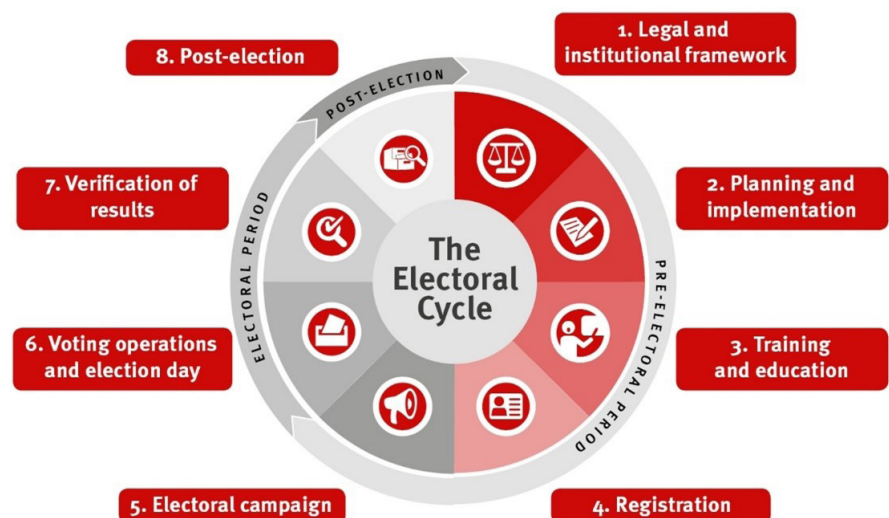 1. Legal and
institutional framework
2. Planning and
implementation
3. Training
and education
4. Registration
5. Electoral campaign
6. Voting operations
and election day
7. Verification of
results
8. Post-election
POST-ELECTION
PRE-ELECTORAL PERIOD
ELECTORAL PERIOD
The
Electoral
Cycle